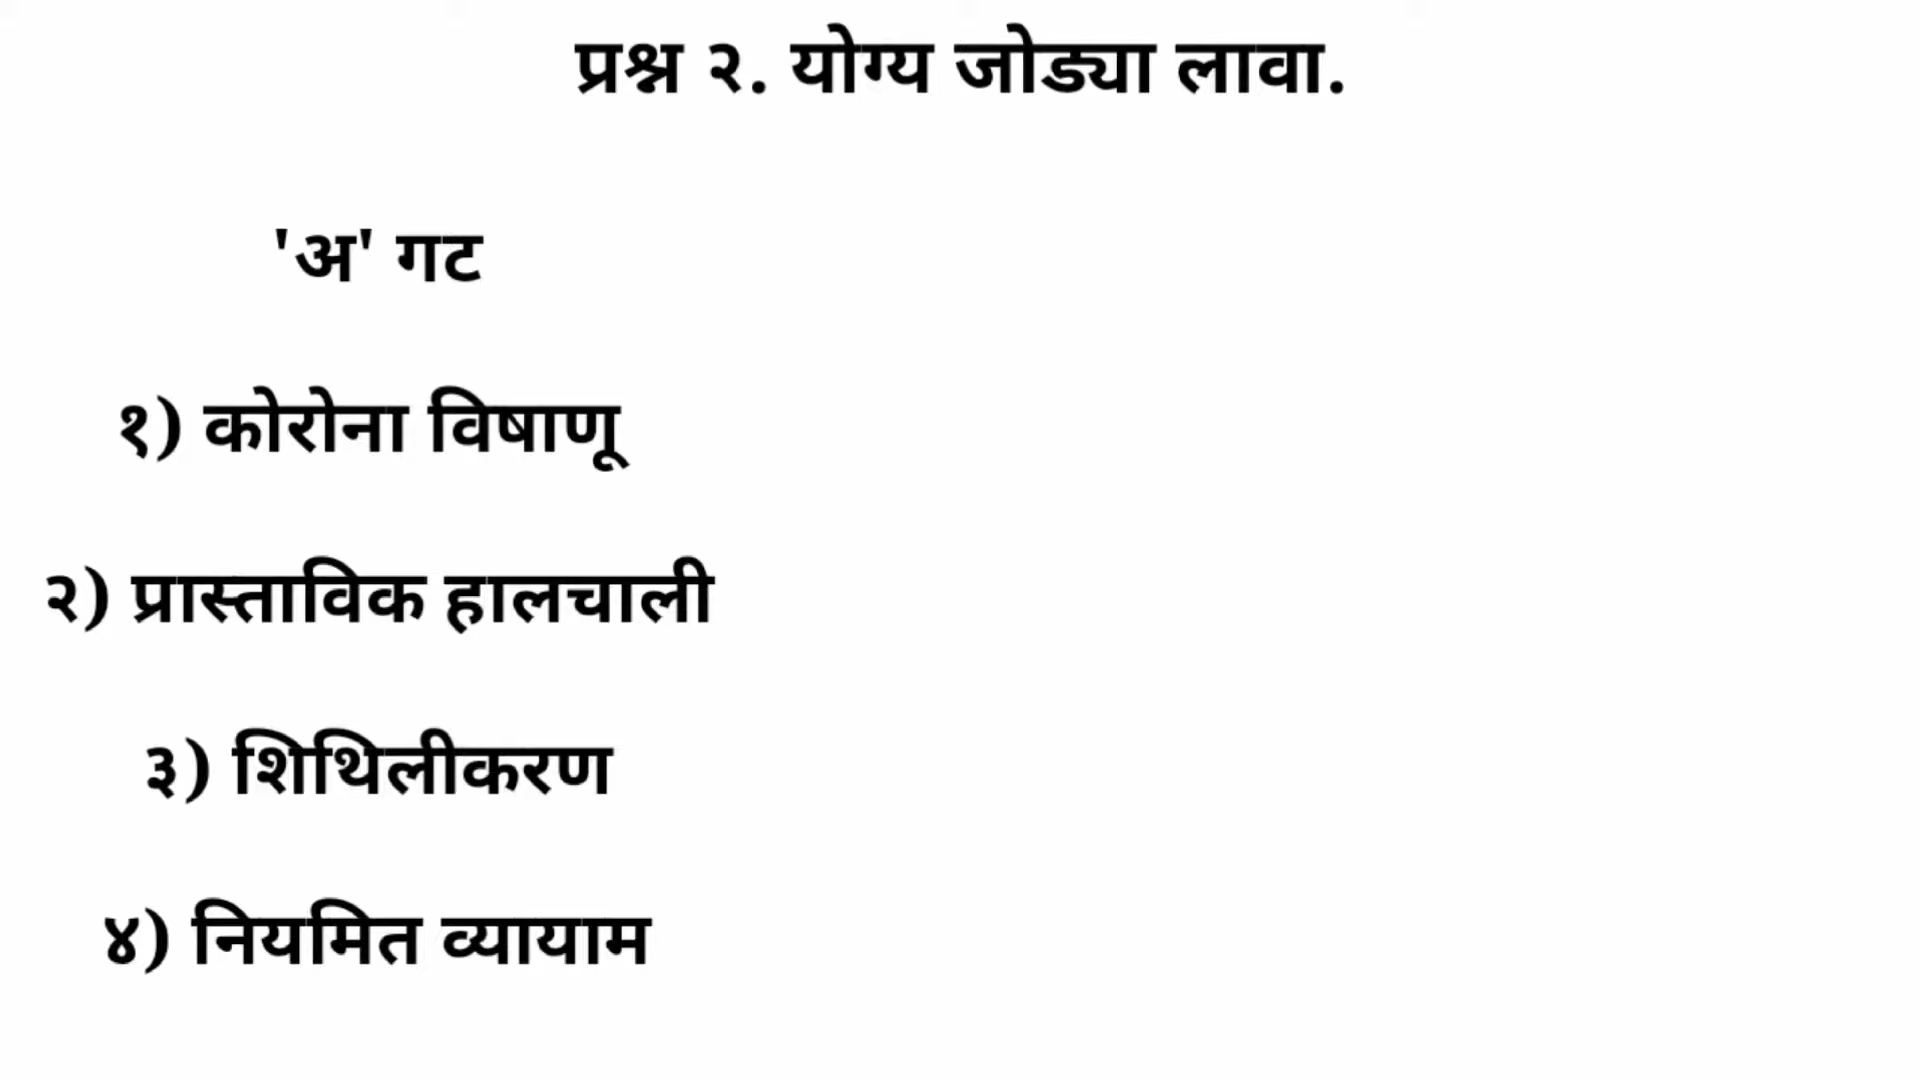 प्रश्न २. योग्य जोड्या लावा.
'अ' गट
१) कोरोना विषाणू
२) प्रास्ताविक हालचाली
३) शिथिलीकरण
४) नियमित व्यायाम